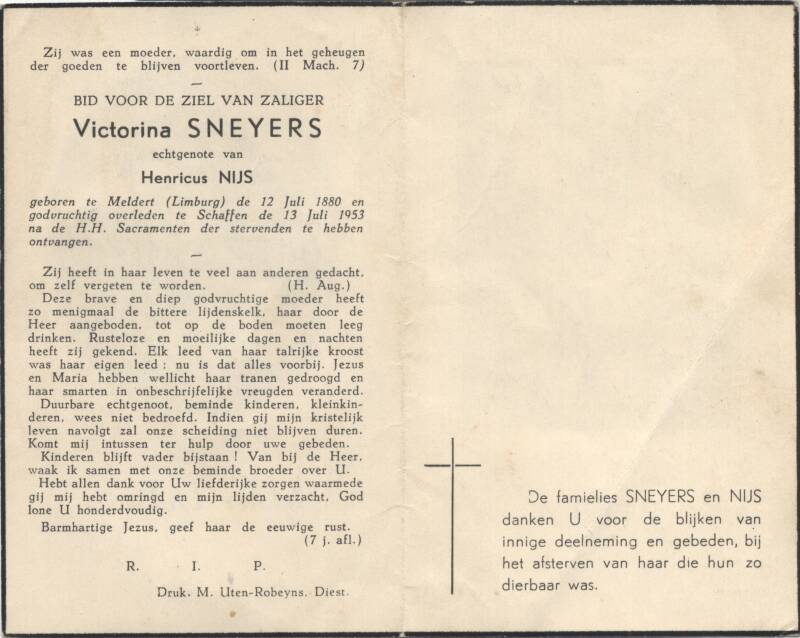 Zij was een moeder, waardig om in het geheugen
der goeden te blijven voortleven. (II Mach. 7)
BID VOOR DE ZIEL VAN ZALIGER
Victorina SNEYERS
echtgenote van
Henricus NIJS
geboren te Meldert (Limburg) de 12 Juli 1880 en
godvruchtig overleden te Schaffen de 13 Juli 1953
na de H.H. Sacramenten der stervenden te hebben
ontvangen.
Zij heeft in haar leven te veel aan anderen gedacht,
om zelf vergeten te worden. (H. Aug.)
Deze brave en diep godvruchtige moeder heeft
zo menigmaal de bittere lijdenskelk, haar door de
Heer aangeboden, tot op de boden moeten leeg
drinken. Rusteloze en moeilijke dagen en nachten
heeft zij gekend. Elk leed van haar talrijke kroost
was haar eigen leed ; nu is dat alles voorbij. Jezus
en Maria hebben wellicht haar tranen gedroogd en
haar smarten in onbeschrijfelijke vreugden veranderd.
Duurbare echtgenoot, beminde kinderen, kleinkin-
deren, wees niet bedroefd. Indien gij mijn kristelijk
leven navolgt zal onze scheiding niet blijven duren.
Komt mij intussen ter hulp door uwe gebeden.
Kinderen blijft vader bijstaan ! Van bij de Heer,
waak ik samen met onze beminde broeder over U.
Hebt allen dank voor Uw liefderijke zorgen waarmede
gij mij hebt omringd en mijn lijden verzacht, God
lone U honderdvoudig.
Barmhartige Jezus, geef haar de eeuwige rust.
(7 j. afl.)
R. I. P.
Druk. M. Uten-Robeyns. Diest.
De famielies SNEYERS en NIJS
danken U voor de blijken van
innige deelneming en gebeden, bij
het afsterven van haar die hun zo
dierbaar was.